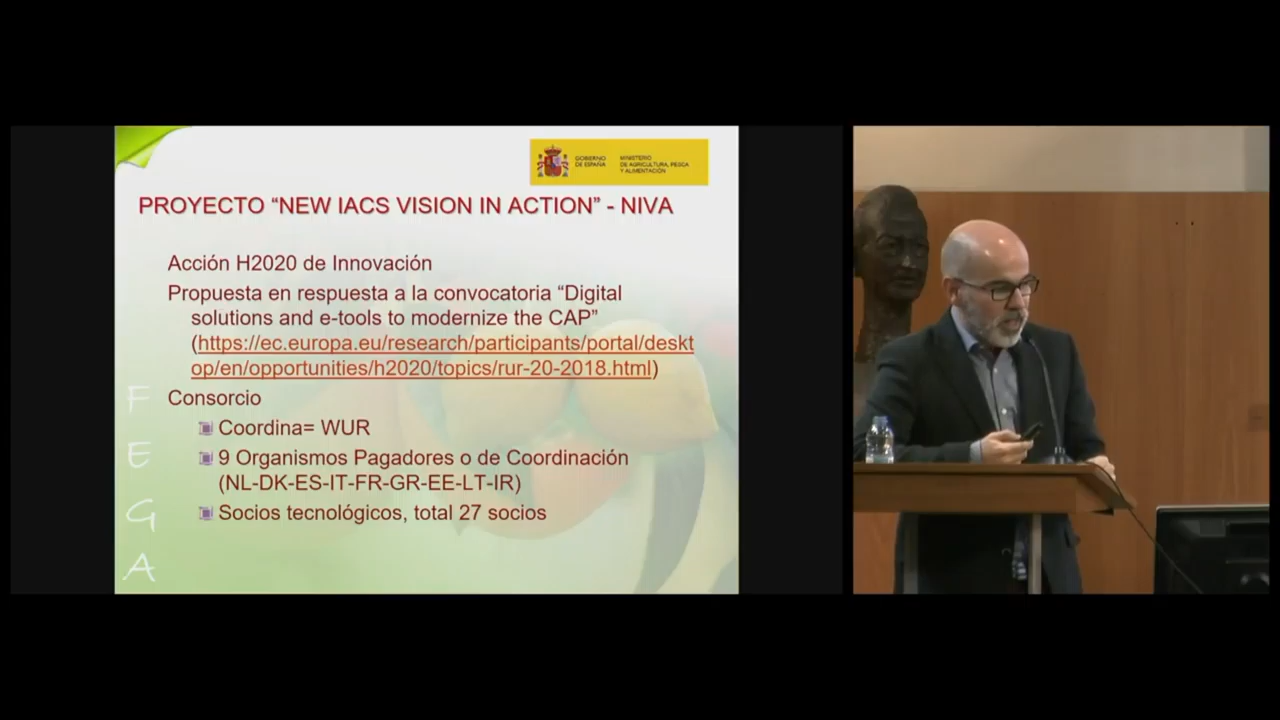 GOBIERNO
DE ESPAÑA
MINISTERIO
DE AGRICULTURA, PESCA
Y ALIMENTACIÓN
PROYECTO “NEW IACS VISION IN ACTION” - NIVA
Acción H2020 de Innovación
Propuesta en respuesta a la convocatoria “Digital
solutions and e-tools to modernize the CAP”
(https://ec.europa.eu/research/participants/portal/deskt
op/en/opportunities/h2020/topics/rur-20-2018.html)
Consorcio
Coordina= WUR
9 Organismos Pagadores o de Coordinación
(NL-DK-ES-IT-FR-GR-EE-LT-IR)
Socios tecnológicos, total 27 socios
F
E
G
A